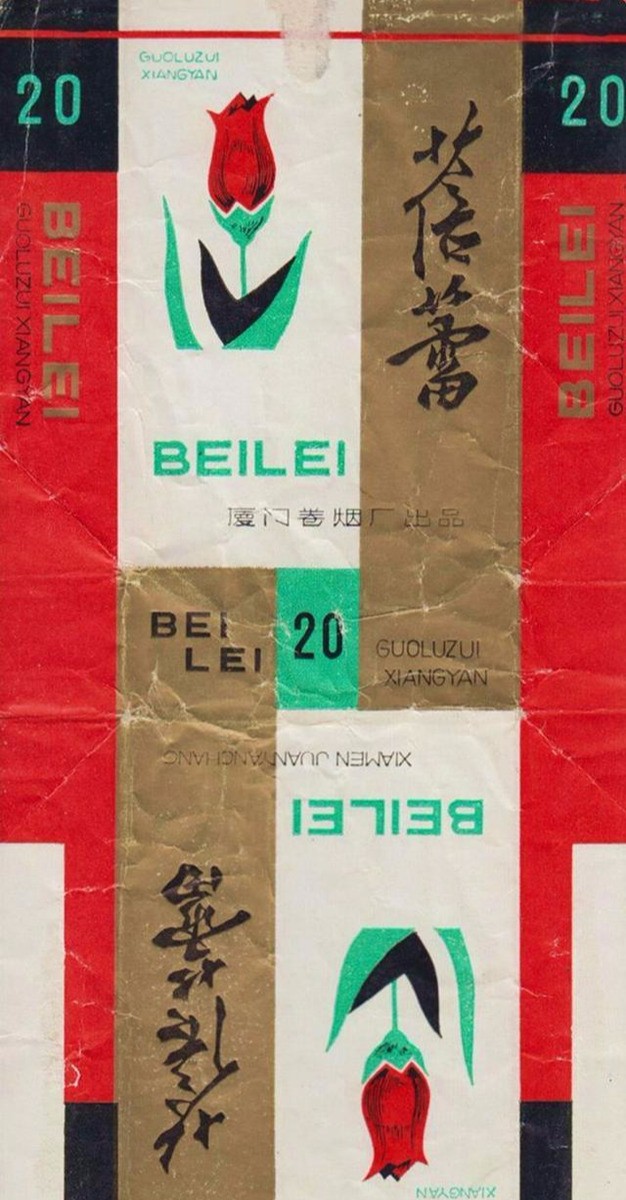 GUOLUZUI
XIANGYAN
20
20
BEILEI
GUOLUZUI XIANGYAN
蓓
蕾
BEILEI
GUOLUZUI XIANGYAN
BEILEI
厦门卷烟厂出品
BEI
LEI
20
GUOLUZUI
XIANGYAN
XIAMEN JUANYANCHANG
BEILEI
蓓
蕾
XIANGYAN